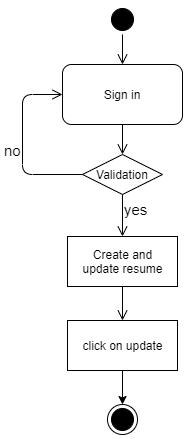 Sign in
Validation
no
yes
Create and
update resume
click on update